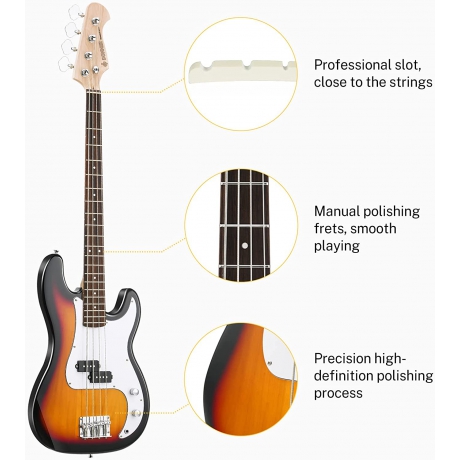 Professional slot,
close to the strings
Manual polishing
frets, smooth
playing
Precision high-
definition polishing
process